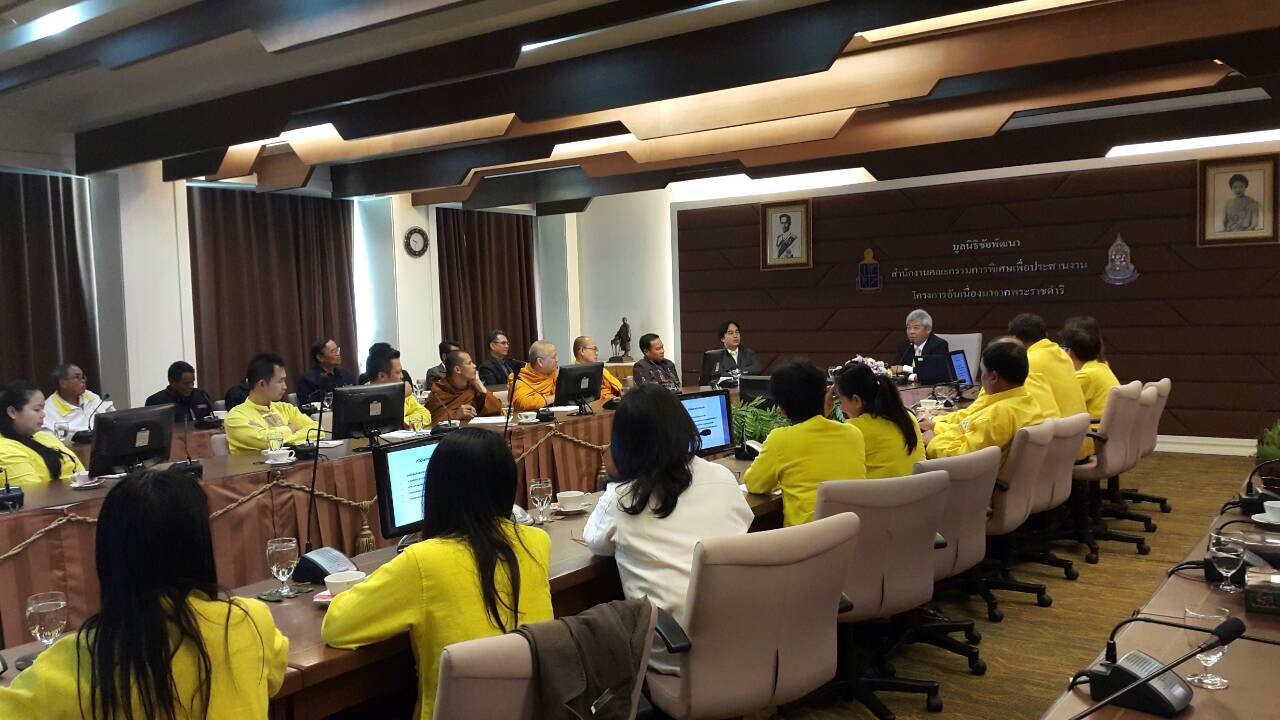 มูลนิธิชัยพัฒนา
สำนักงานคณะกรรมการพิเศษเพื่อประสานงาน
โครงการอันเนื่องมาจากพระราชดำริ